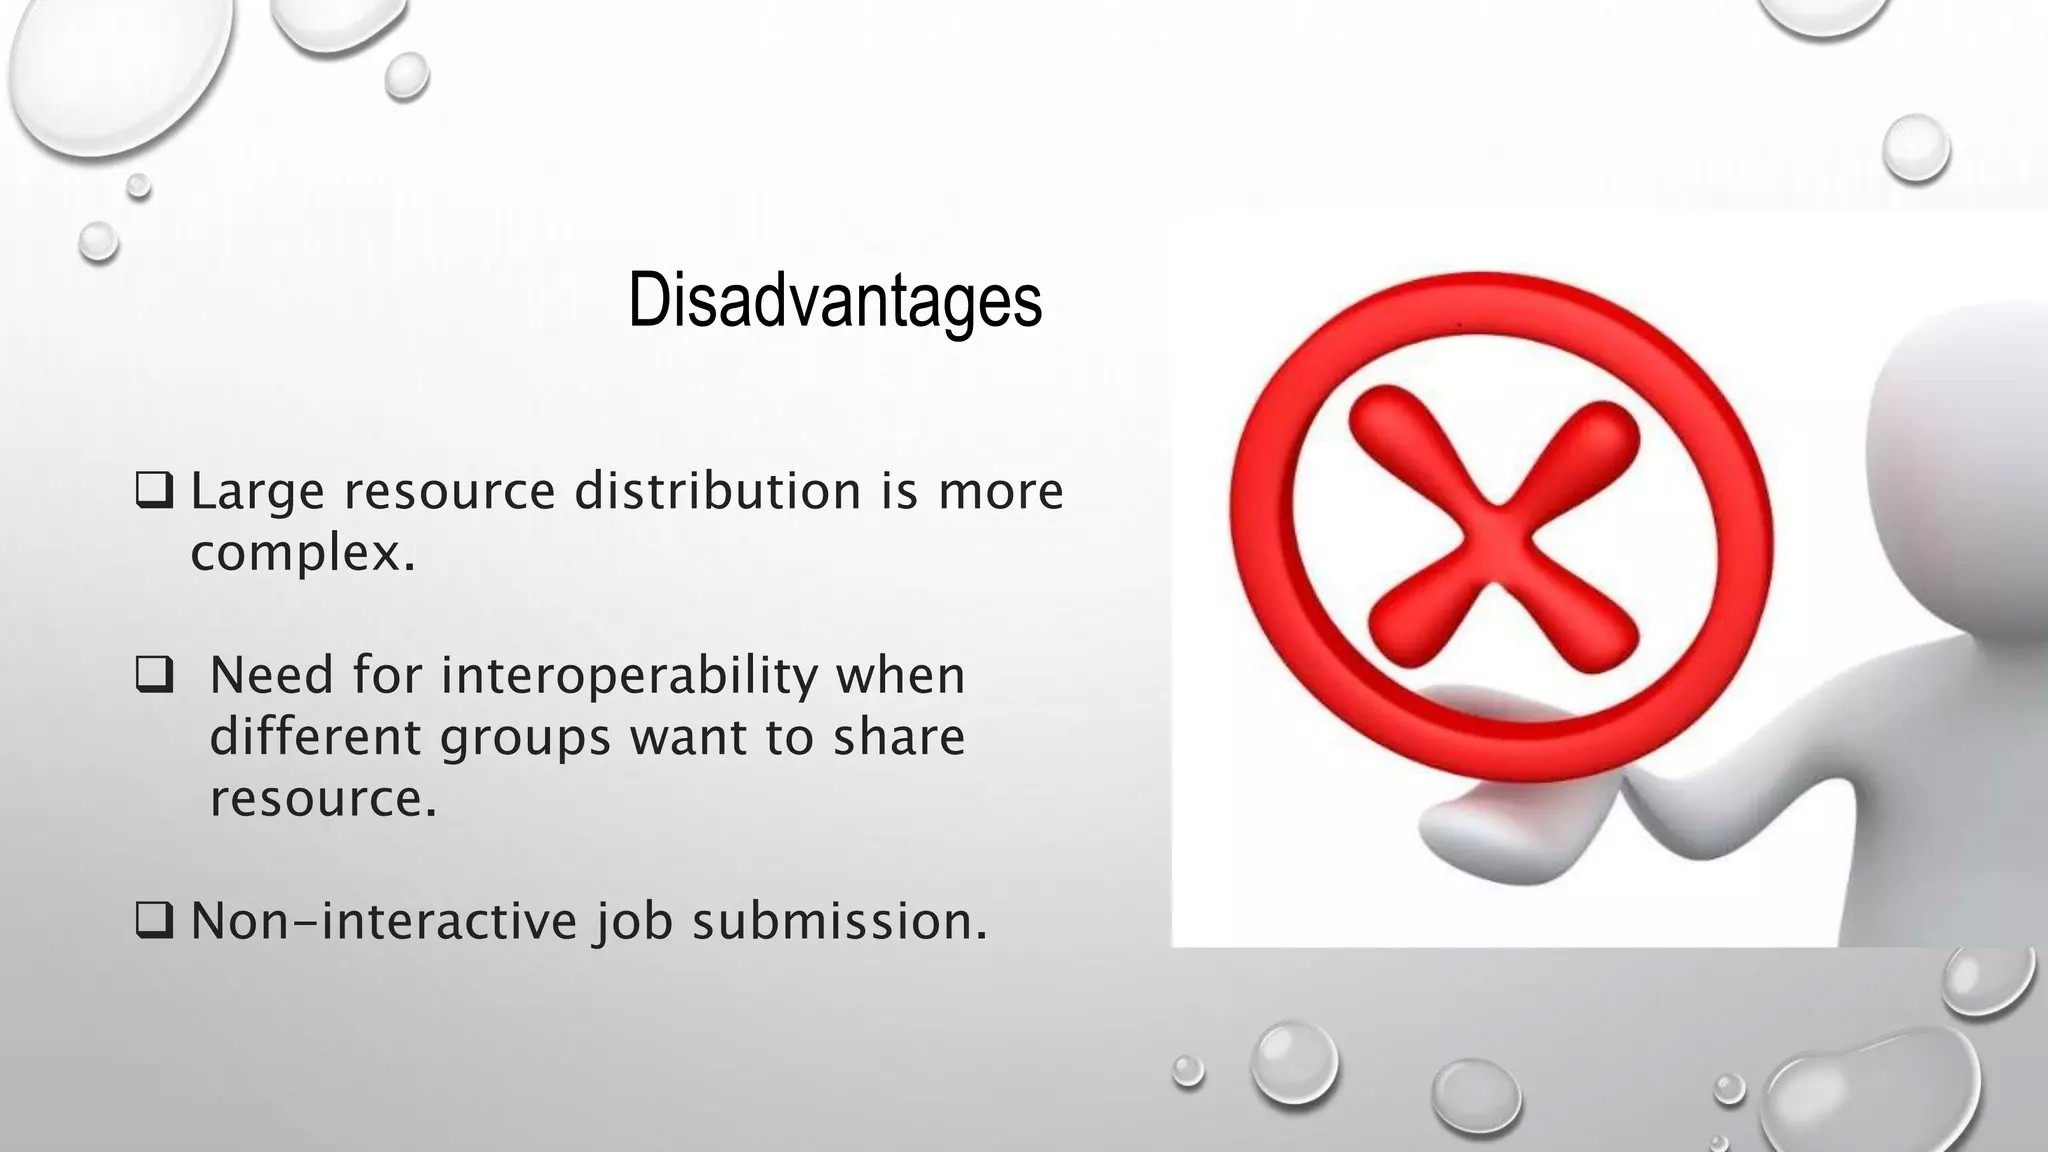 Disadvantages
❑ Large resource distribution is more
complex.
❑ Need for interoperability when
different groups want to share
resource.
❑ Non-interactive job submission.